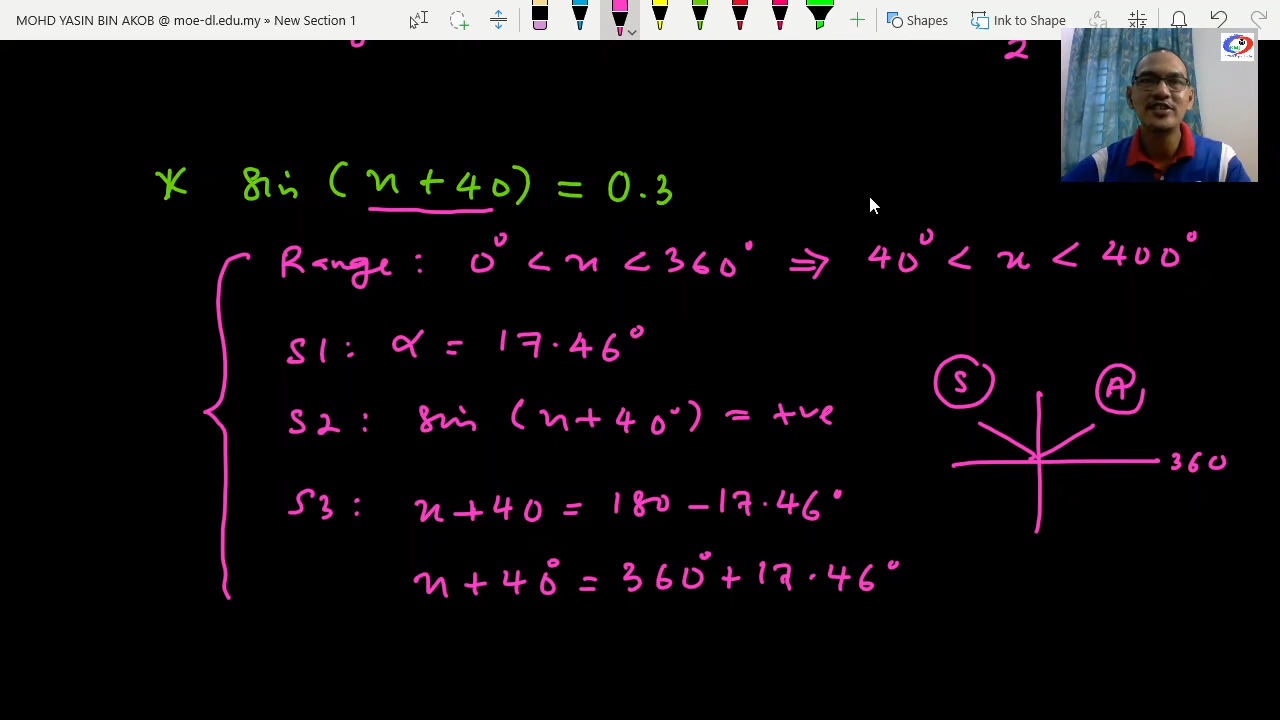 MOHD YASIN BIN AKOB @ moe-dl.edu.my » New Section 1
Shapes
Ink to Shape
2
* sin (x + 40) = 0.3
Range : 0° < x < 360° ⇒ 40° < x < 400°
S1 : α = 17.46°
S2 : sin (x + 40°) = +ve
S3 : x + 40 = 180 - 17.46°
x + 40° = 360° + 17.46°
S
A
360